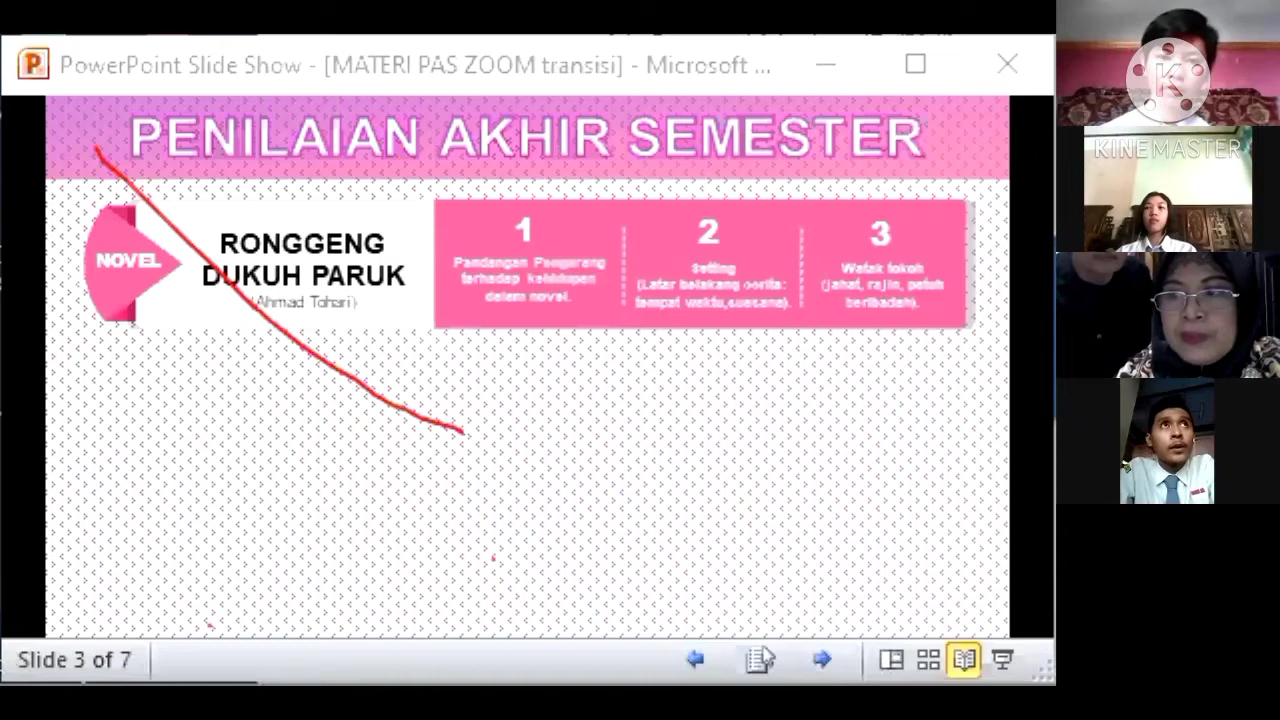 PowerPoint Slide Show - [MATERI PAS ZOOM transisi] - Microsoft ...
PENILAIAN AKHIR SEMESTER
NOVEL
RONGGENG
DUKUH PARUK
(Ahmad Tohari)
1
Pandangan Pengarang
terhadap kehidupan
dalam novel.
2
Setting
(Latar belakang cerita:
tempat waktu,suasana).
3
Watak tokoh
(jahat, rajin, patuh
beribadah).
Slide 3 of 7
K
KINEMASTER